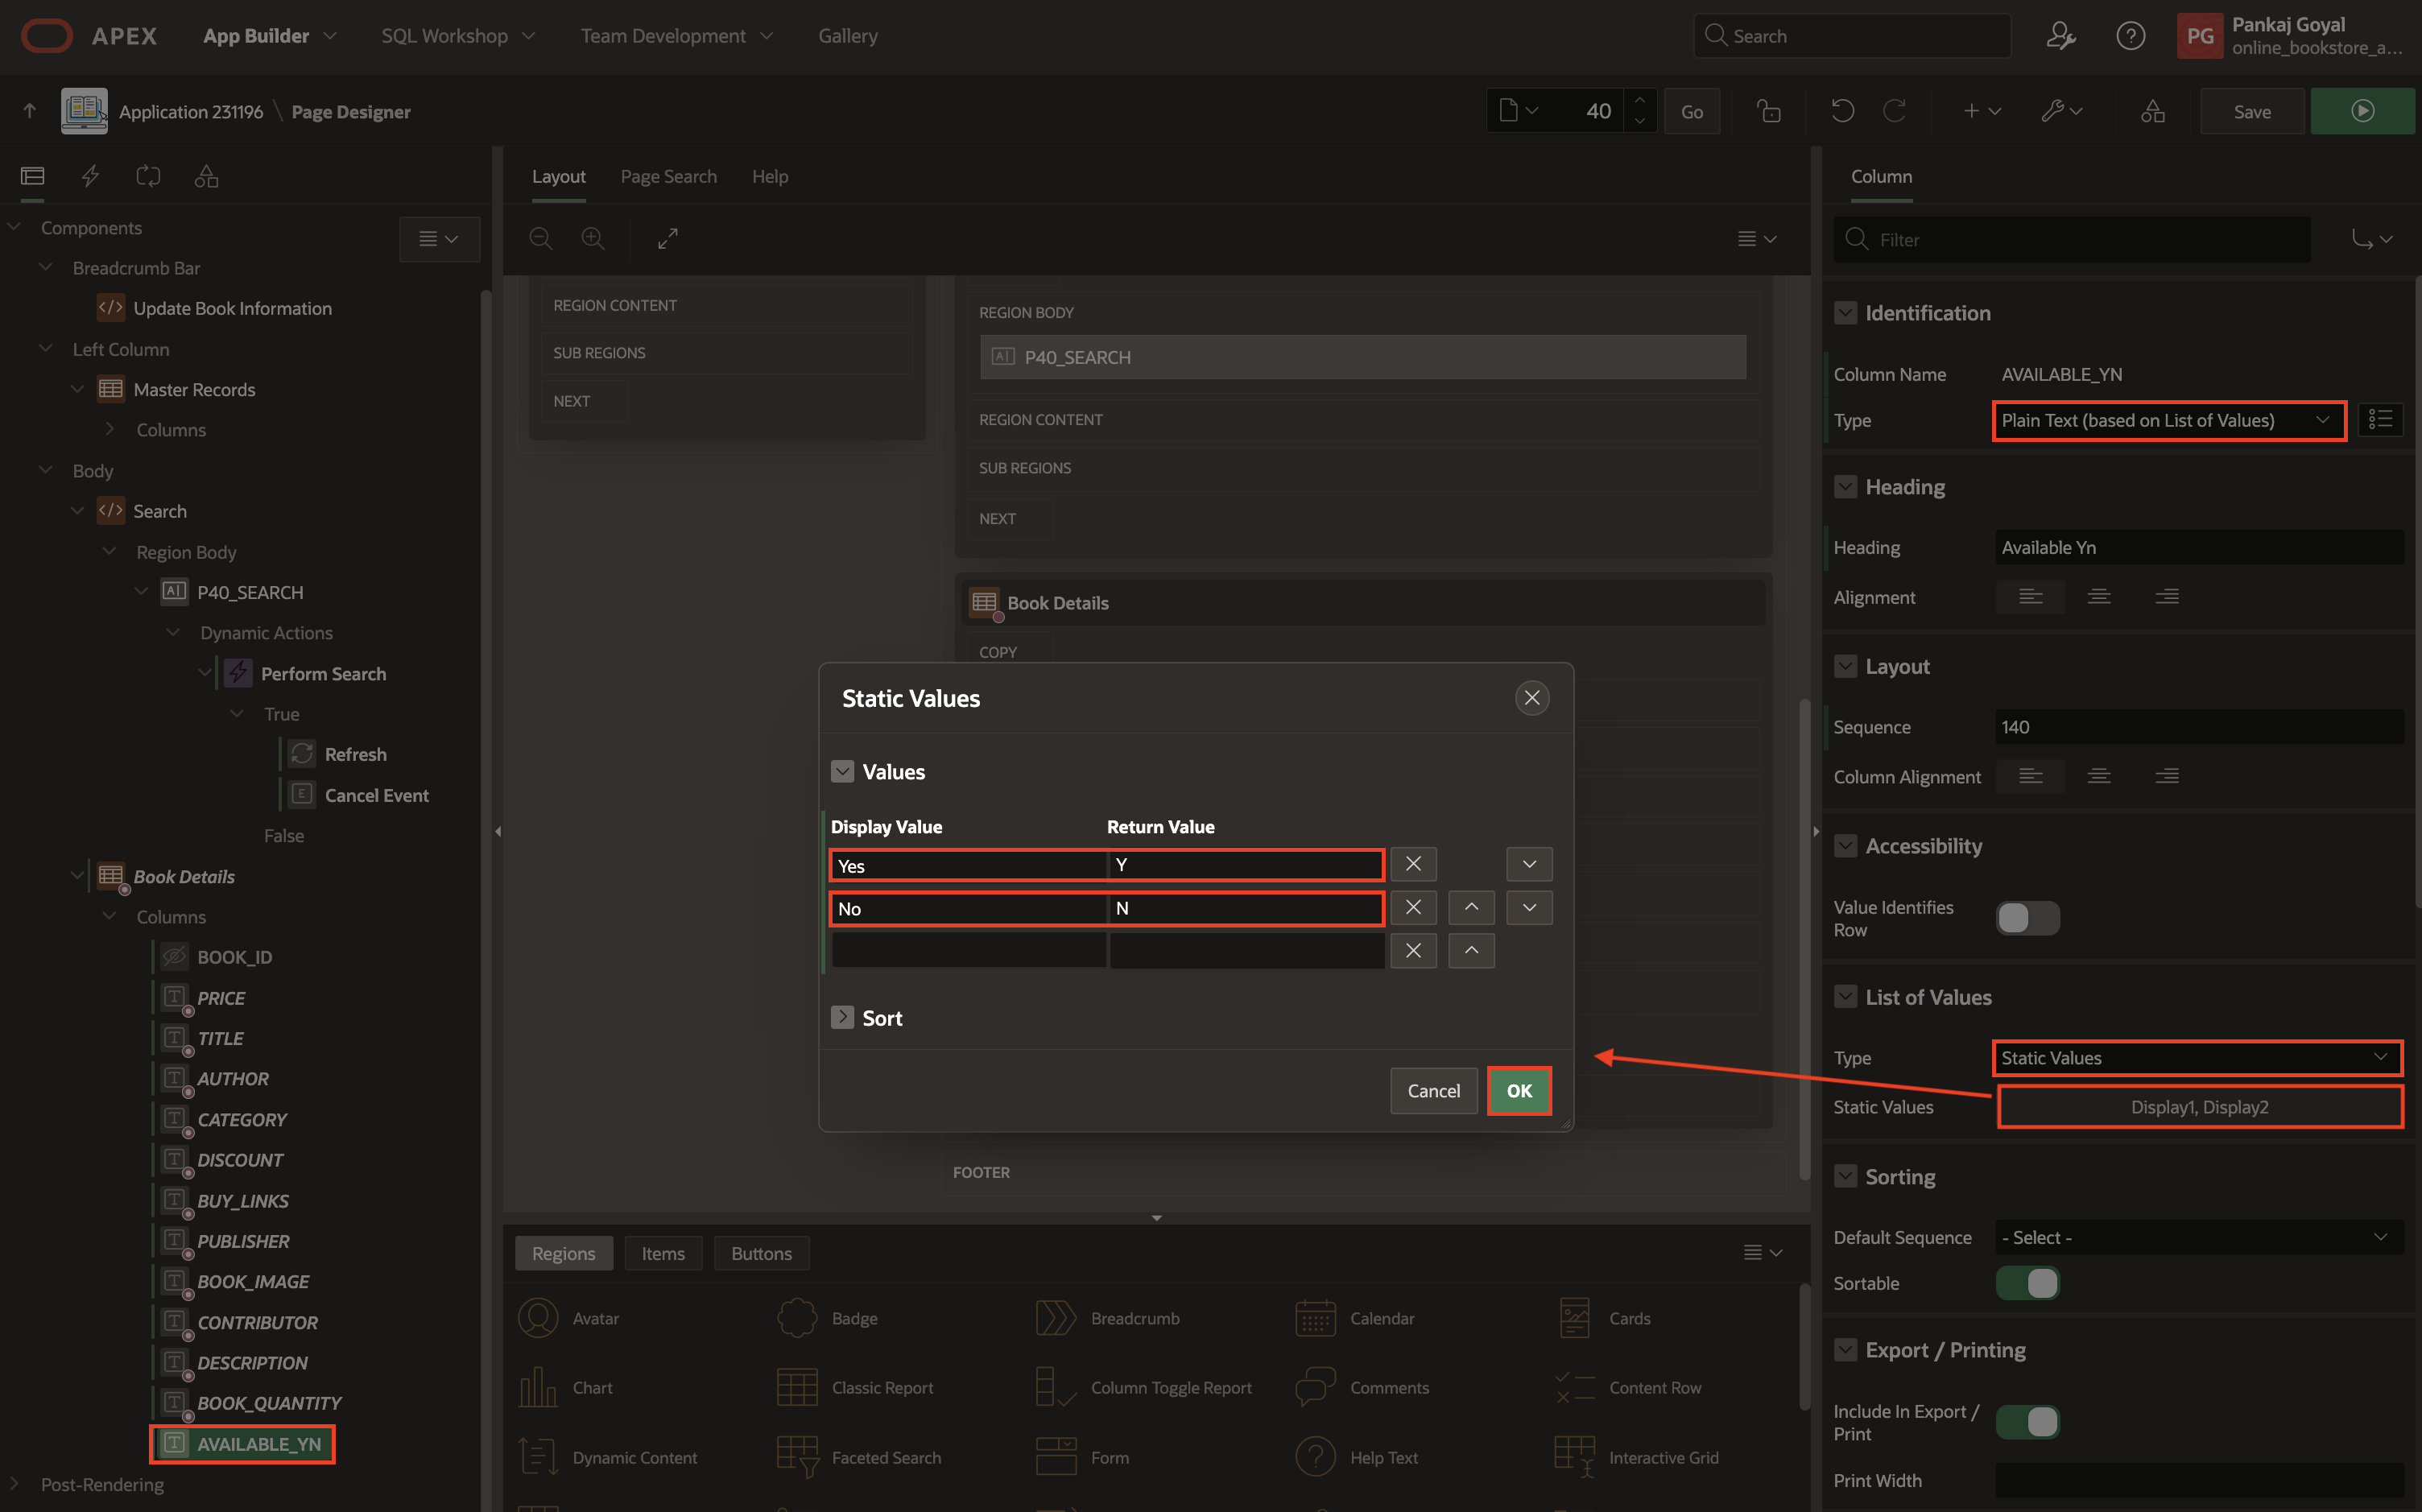 APEX App Builder SQL Workshop Team Development Gallery Search PG Pankaj Goyal
online_bookstore_a...
Application 231196 \ Page Designer 40 Go Save
Components
Breadcrumb Bar
</> Update Book Information
Left Column
Master Records
Columns
Body
</> Search
Region Body
P40_SEARCH
Dynamic Actions
Perform Search
True
Refresh
Cancel Event
False
Book Details
Columns
BOOK_ID
PRICE
TITLE
AUTHOR
CATEGORY
DISCOUNT
BUY_LINKS
PUBLISHER
BOOK_IMAGE
CONTRIBUTOR
DESCRIPTION
BOOK_QUANTITY
AVAILABLE_YN
Post-Rendering
Layout Page Search Help
REGION CONTENT
SUB REGIONS
NEXT
REGION BODY
P40_SEARCH
REGION CONTENT
SUB REGIONS
NEXT
Book Details
COPY
Static Values
Values
Display Value Return Value
Yes Y
No N
Sort
Cancel OK
FOOTER
Regions Items Buttons
Avatar Badge Breadcrumb Calendar Cards
Chart Classic Report Column Toggle Report Comments Content Row
Dynamic Content Faceted Search Form Help Text Interactive Grid
Column
Filter
Identification
Column Name AVAILABLE_YN
Type Plain Text (based on List of Values)
Heading
Heading Available Yn
Alignment
Layout
Sequence 140
Column Alignment
Accessibility
Value Identifies
Row
List of Values
Type Static Values
Static Values Display1, Display2
Sorting
Default Sequence - Select -
Sortable
Export / Printing
Include In Export /
Print
Print Width